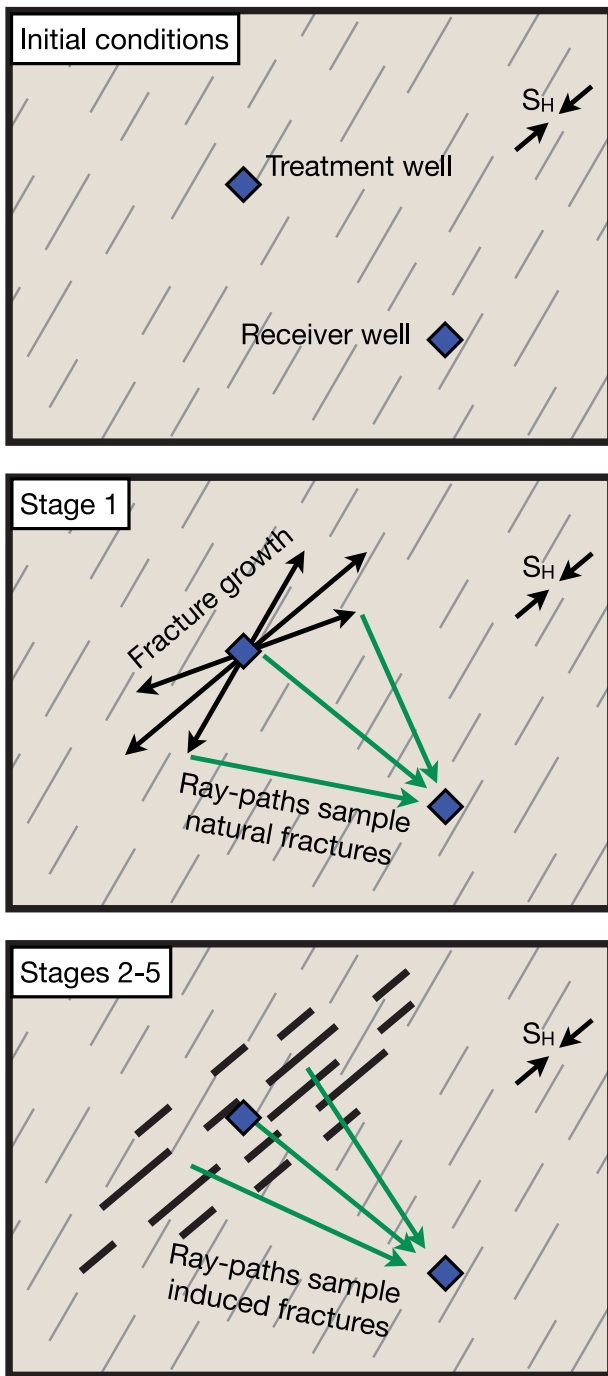 Initial conditions
SH
Treatment well
Receiver well
Stage 1
SH
Fracture growth
Ray-paths sample
natural fractures
Stages 2-5
SH
Ray-paths sample
induced fractures